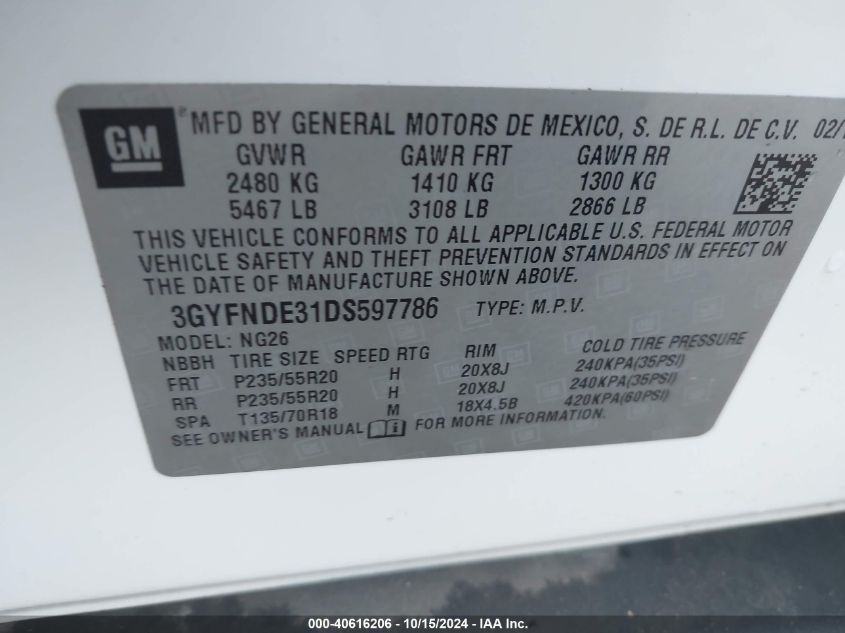 GM
® MFD BY GENERAL MOTORS DE MEXICO, S. DE R.L. DE C.V. 02/
GVWR GAWR FRT GAWR RR
2480 KG 1410 KG 1300 KG
5467 LB 3108 LB 2866 LB
THIS VEHICLE CONFORMS TO ALL APPLICABLE U.S. FEDERAL MOTOR
VEHICLE SAFETY AND THEFT PREVENTION STANDARDS IN EFFECT ON
THE DATE OF MANUFACTURE SHOWN ABOVE.
3GYFNDE31DS597786 TYPE: M.P.V.
MODEL: NG26
NBBH TIRE SIZE SPEED RTG RIM COLD TIRE PRESSURE
FRT P235/55R20 H 20X8J 240KPA(35PSI)
RR P235/55R20 H 20X8J 240KPA(35PSI)
SPA T135/70R18 M 18X4.5B 420KPA(60PSI)
SEE OWNER'S MANUAL i FOR MORE INFORMATION.
000-40616206 - 10/15/2024 - IAA Inc.